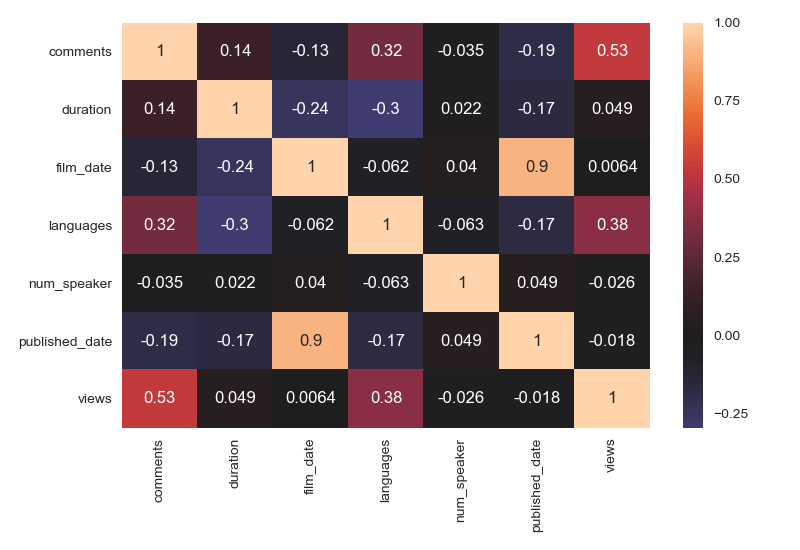 comments 1 0.14 -0.13 0.32 -0.035 -0.19 0.53
duration 0.14 1 -0.24 -0.3 0.022 -0.17 0.049
film_date -0.13 -0.24 1 -0.062 0.04 0.9 0.0064
languages 0.32 -0.3 -0.062 1 -0.063 -0.17 0.38
num_speaker -0.035 0.022 0.04 -0.063 1 0.049 -0.026
published_date -0.19 -0.17 0.9 -0.17 0.049 1 -0.018
views 0.53 0.049 0.0064 0.38 -0.026 -0.018 1
comments duration film_date languages num_speaker published_date views
1.00
0.75
0.50
0.25
0.00
−0.25